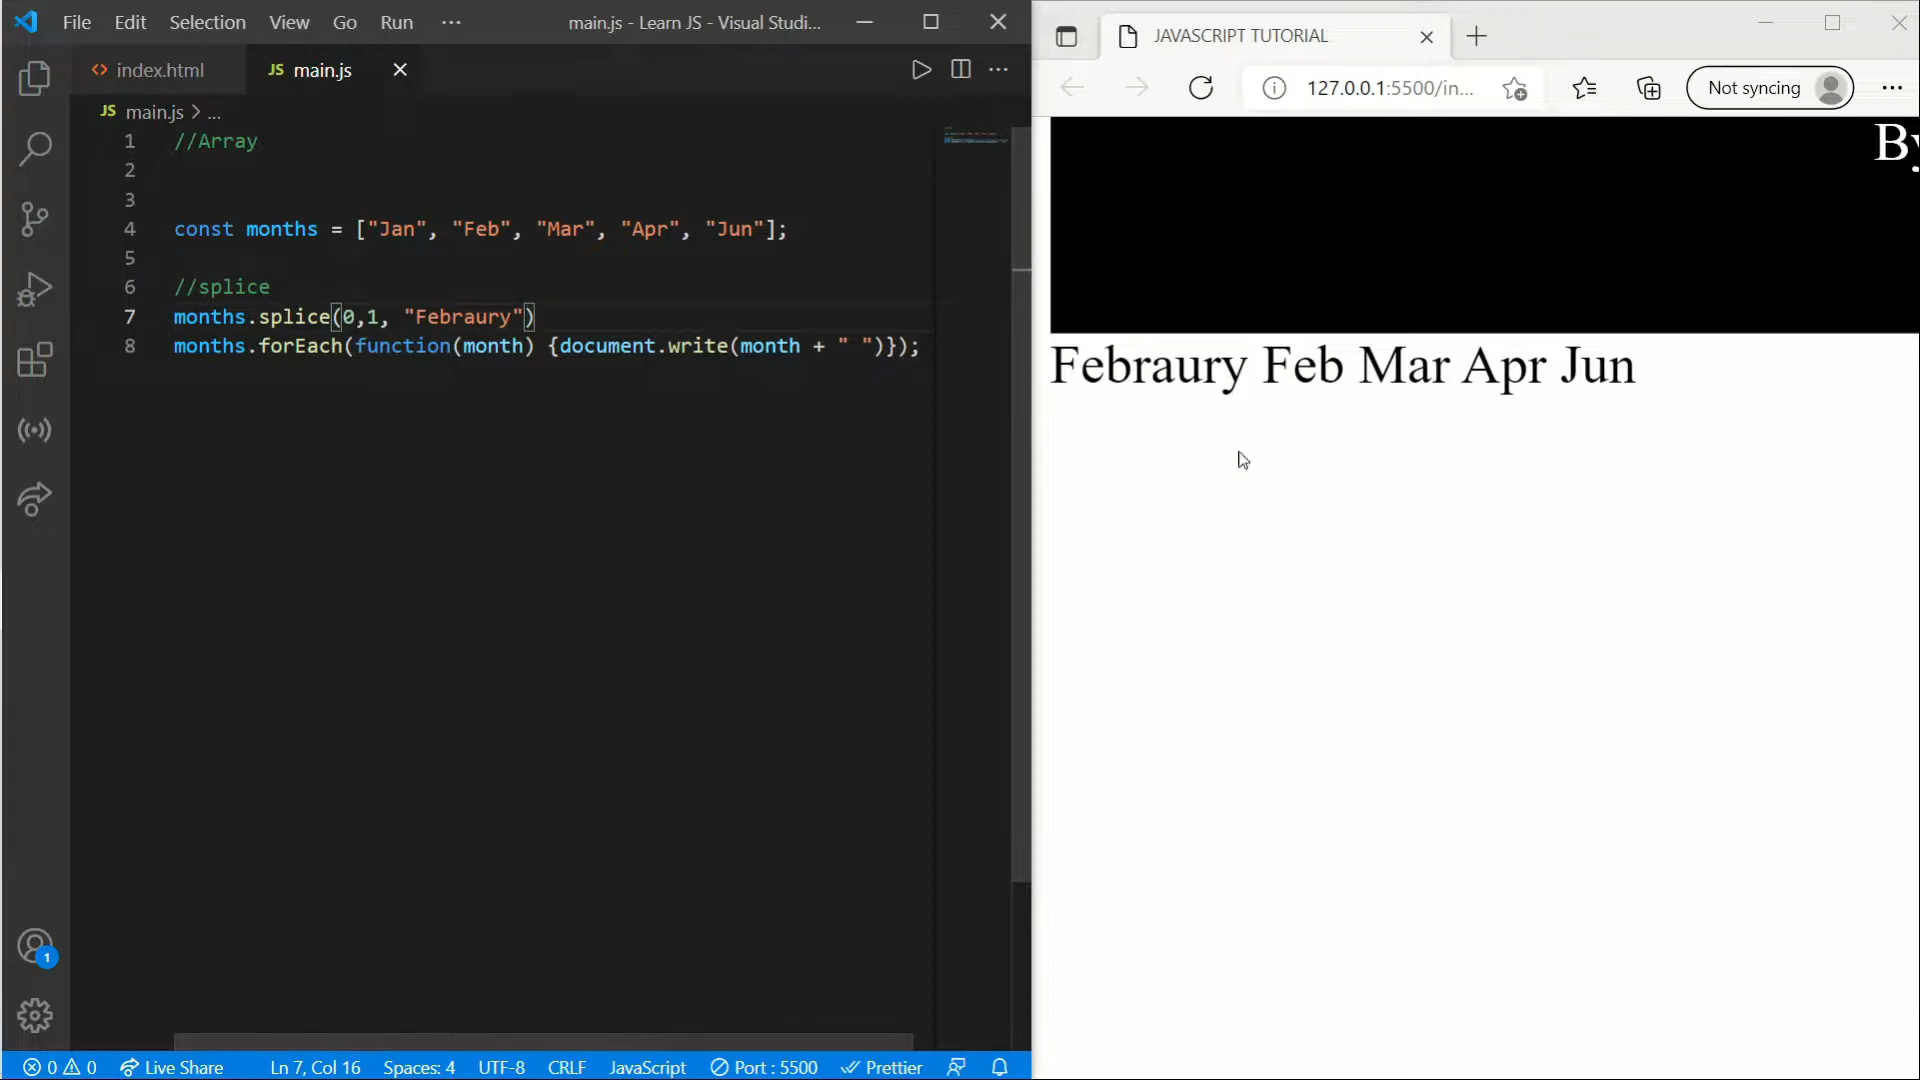 File Edit Selection View Go Run ··· main.js - Learn JS - Visual Studi...
index.html JS main.js
JS main.js > ...
1 //Array
2
3
4 const months = ["Jan", "Feb", "Mar", "Apr", "Jun"];
5
6 //splice
7 months.splice(0,1, "Febraury")
8 months.forEach(function(month) {document.write(month + " ")});
1
0 0 Live Share Ln 7, Col 16 Spaces: 4 UTF-8 CRLF JavaScript Port : 5500 Prettier
JAVASCRIPT TUTORIAL
127.0.0.1:5500/in... Not syncing
By
Febraury Feb Mar Apr Jun